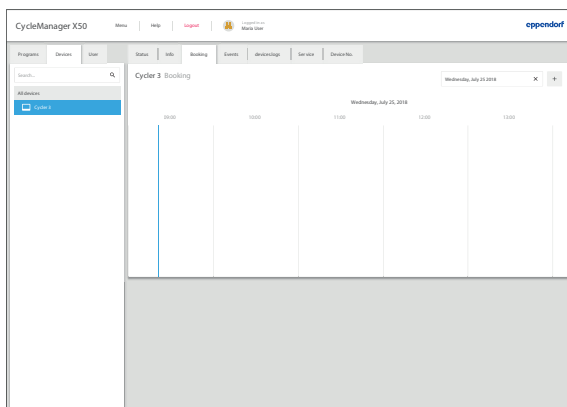 CycleManager X50 Menu Help Logout Logged in as: eppendorf
Maria User
Programs Devices User Status Info Booking Events devices.logs Service Device No.
Search... Cycler 3 Booking Wednesday, July 25 2018 × +
All devices
Cycler 3
Wednesday, July 25, 2018
09:00 10:00 11:00 12:00 13:00